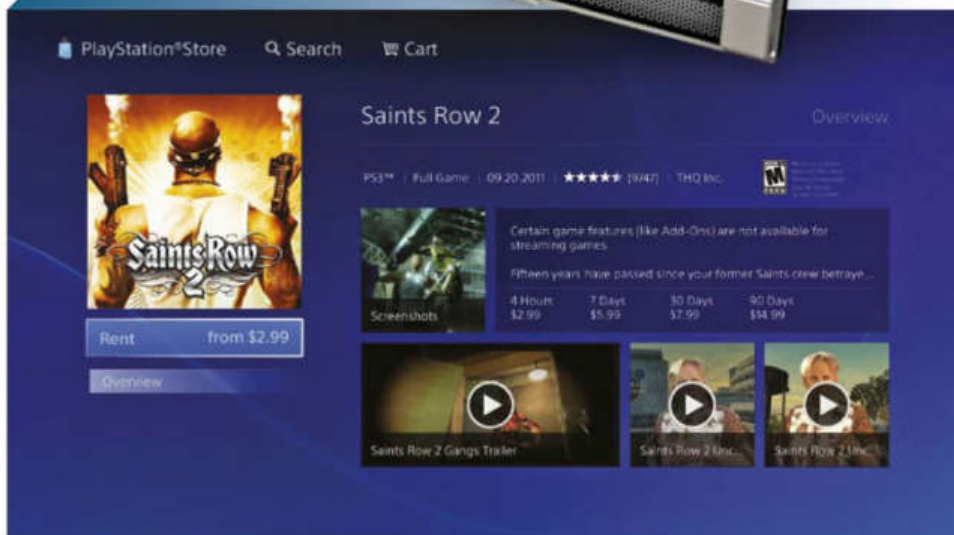 PlayStation®Store Search Cart
Saints Row 2 Overview
PS3™ | Full Game | 09.20.2011 | [9747] | THQ Inc.
M
Saints Row
2
Certain game features (like Add-Ons) are not available for
streaming games.
Fifteen years have passed since your former Saints crew betraye...
4 Hours 7 Days 30 Days 90 Days
$2.99 $5.99 $7.99 $14.99
Screenshots
Rent from $2.99
Overview
Saints Row 2 Gangs Trailer Saints Row 2 Unc... Saints Row 2 Unc...